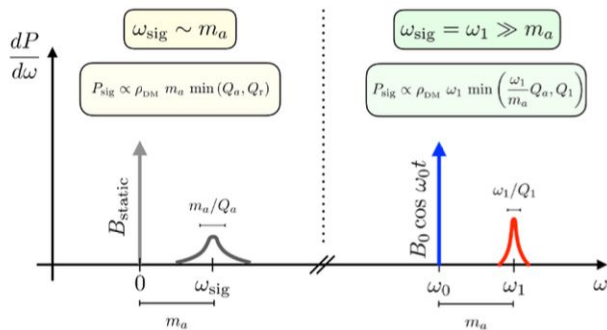 ω_sig ∼ m_a
ω_sig = ω_1 ≫ m_a
dP/dω
P_sig ∝ ρ_DM m_a min (Q_a, Q_r)
P_sig ∝ ρ_DM ω_1 min (ω_1/m_a Q_a, Q_1)
B_static
m_a/Q_a
B_0 cos ω_0 t
ω_1/Q_1
0
ω_sig
ω_0
ω_1
ω
m_a
m_a